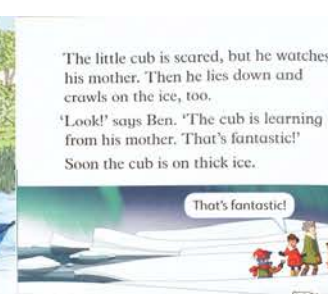 The little cub is scared, but he watches
his mother. Then he lies down and
crawls on the ice, too.
'Look!' says Ben. 'The cub is learning
from his mother. That's fantastic!'
Soon the cub is on thick ice.
That's fantastic!